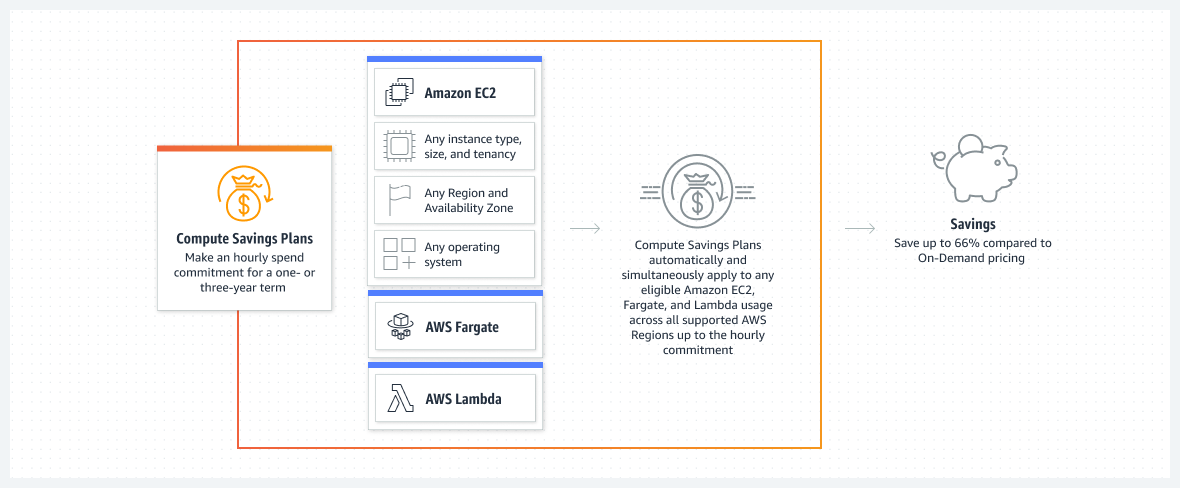 Compute Savings Plans
Make an hourly spend
commitment for a one- or
three-year term
Amazon EC2
Any instance type,
size, and tenancy
Any Region and
Availability Zone
Any operating
system
AWS Fargate
AWS Lambda
$
Compute Savings Plans
automatically and
simultaneously apply to any
eligible Amazon EC2,
Fargate, and Lambda usage
across all supported AWS
Regions up to the hourly
commitment
Savings
Save up to 66% compared to
On-Demand pricing